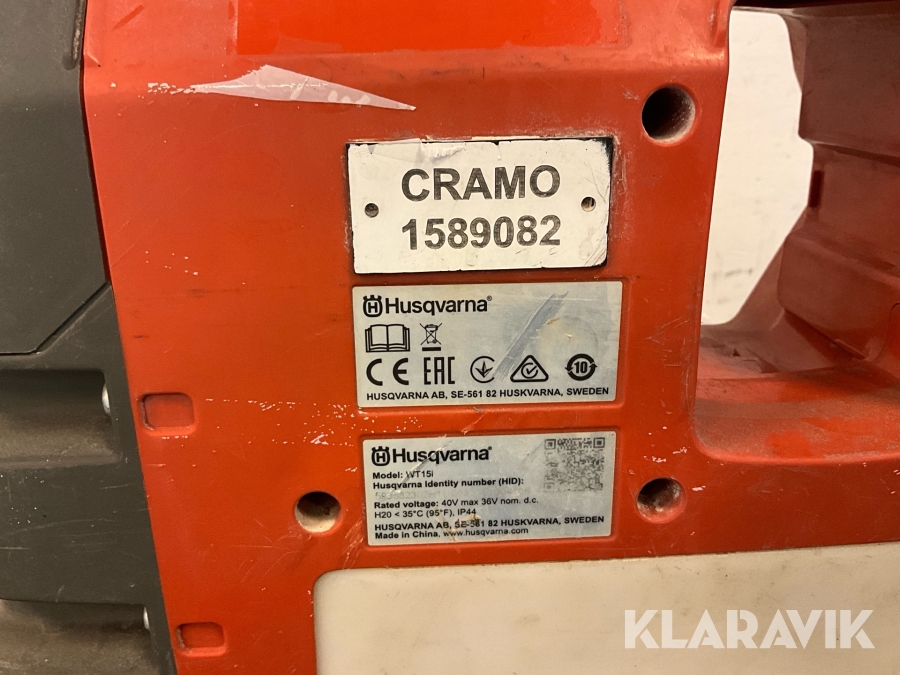 CRAMO
1589082
Husqvarna®
CE EAC 10
HUSQVARNA AB, SE-561 82 HUSKVARNA, SWEDEN
Husqvarna®
Model: WT15i
Husqvarna Identity number (HID):
Rated voltage: 40V max 36V nom. d.c.
H20 < 35°C (95°F), IP44
HUSQVARNA AB, SE-561 82 HUSKVARNA, SWEDEN
Made in China, www.husqvarna.com
KLARAVIK